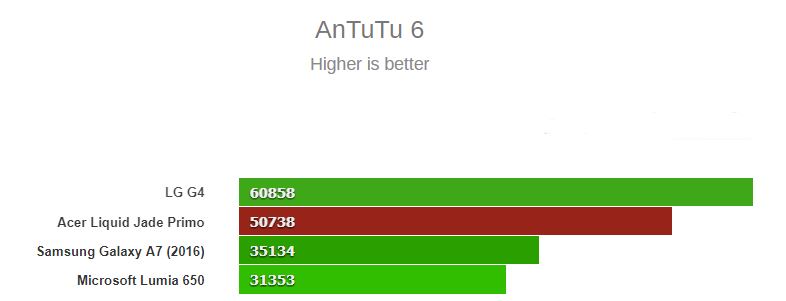 AnTuTu 6
Higher is better
LG G4 60858
Acer Liquid Jade Primo 50738
Samsung Galaxy A7 (2016) 35134
Microsoft Lumia 650 31353